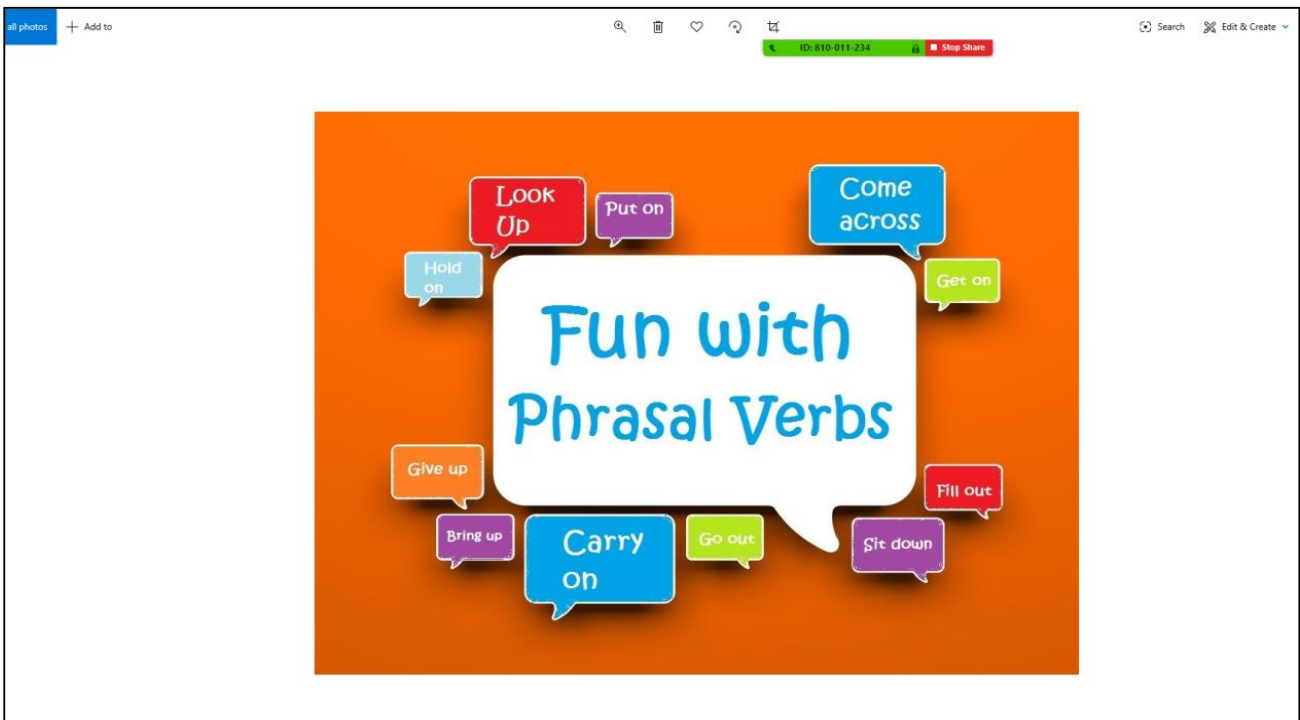 all photos
Add to
Search
Edit & Create
ID: 810-011-234
Stop Share
Look
Up
Put on
Come
across
Hold
on
Get on
Fun with
Phrasal Verbs
Give up
Fill out
Bring up
Carry
on
Go out
Sit down